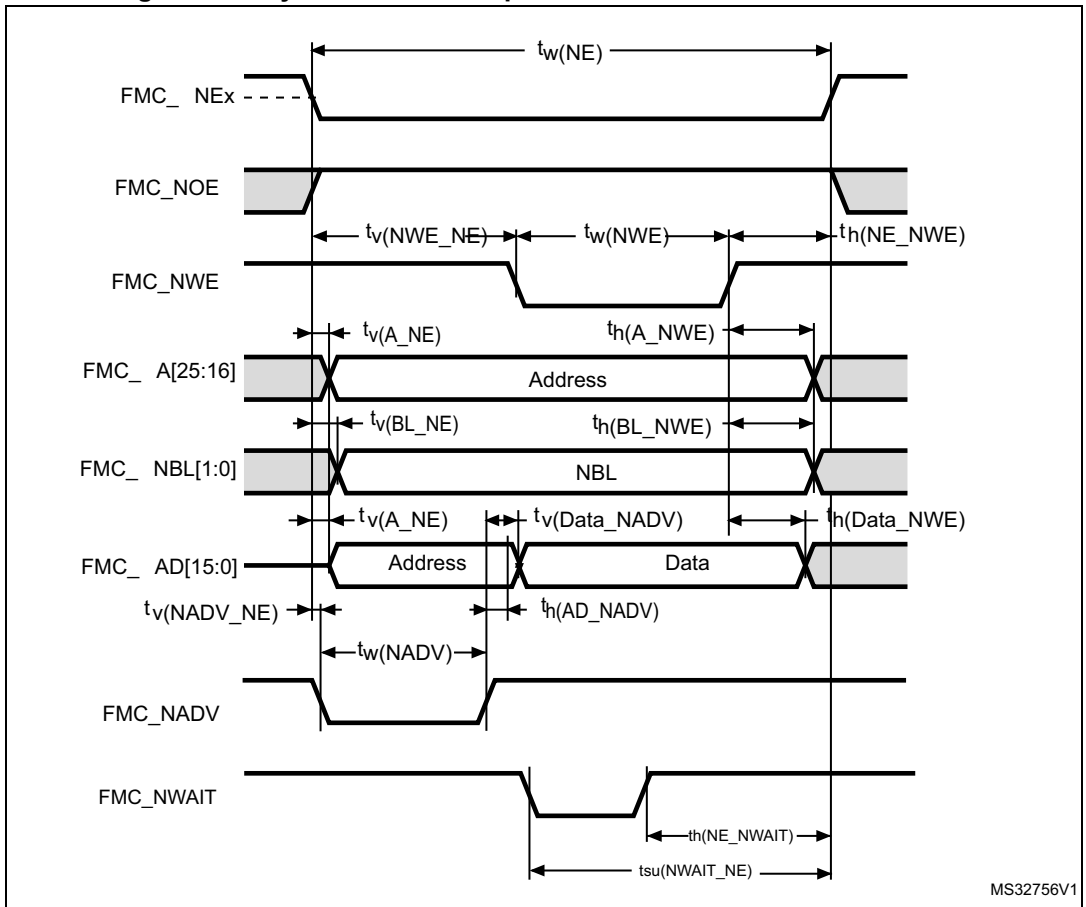 tw(NE)
FMC_ NEx
FMC_NOE
tv(NWE_NE)
tw(NWE)
th(NE_NWE)
FMC_NWE
tv(A_NE)
th(A_NWE)
FMC_ A[25:16]
Address
tv(BL_NE)
th(BL_NWE)
FMC_ NBL[1:0]
NBL
tv(A_NE)
tv(Data_NADV)
th(Data_NWE)
FMC_ AD[15:0]
Address
Data
tv(NADV_NE)
th(AD_NADV)
tw(NADV)
FMC_NADV
FMC_NWAIT
th(NE_NWAIT)
tsu(NWAIT_NE)
MS32756V1